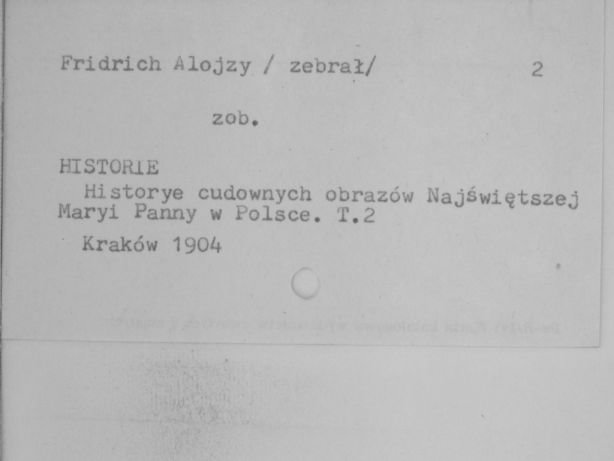 Fridrich Alojzy / zebrał/ 2
zob.
HISTORIE
Historye cudownych obrazów Najświętszej
Maryi Panny w Polsce. T.2
Kraków 1904